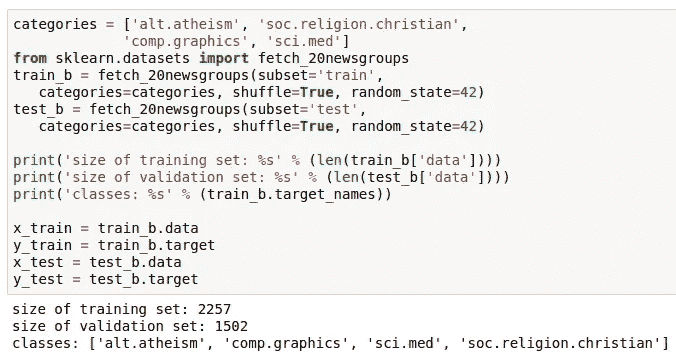 categories = ['alt.atheism', 'soc.religion.christian',
             'comp.graphics', 'sci.med']
from sklearn.datasets import fetch_20newsgroups
train_b = fetch_20newsgroups(subset='train',
   categories=categories, shuffle=True, random_state=42)
test_b = fetch_20newsgroups(subset='test',
   categories=categories, shuffle=True, random_state=42)

print('size of training set: %s' % (len(train_b['data'])))
print('size of validation set: %s' % (len(test_b['data'])))
print('classes: %s' % (train_b.target_names))

x_train = train_b.data
y_train = train_b.target
x_test = test_b.data
y_test = test_b.target
size of training set: 2257
size of validation set: 1502
classes: ['alt.atheism', 'comp.graphics', 'sci.med', 'soc.religion.christian']